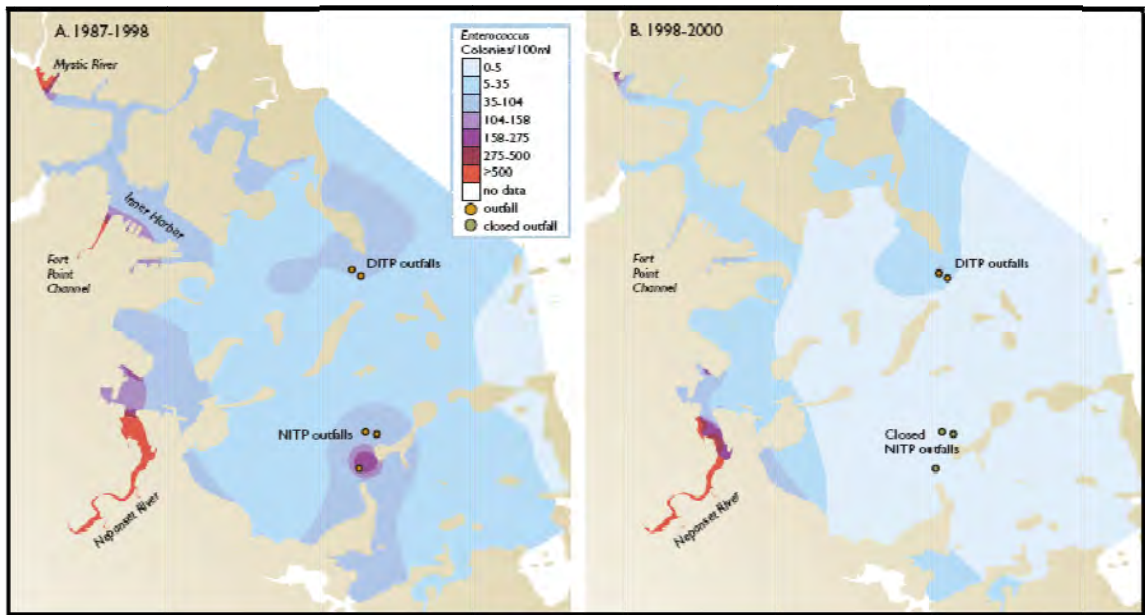 A. 1987-1998
Mystic River
Inner Harbor
Fort
Point
Channel
DITP outfalls
NITP outfalls
Neponset River
Enterococcus
Colonies/100ml
0-5
5-35
35-104
104-158
158-275
275-500
>500
no data
outfall
closed outfall
B. 1998-2000
Fort
Point
Channel
DITP outfalls
Closed
NITP outfalls
Neponset River